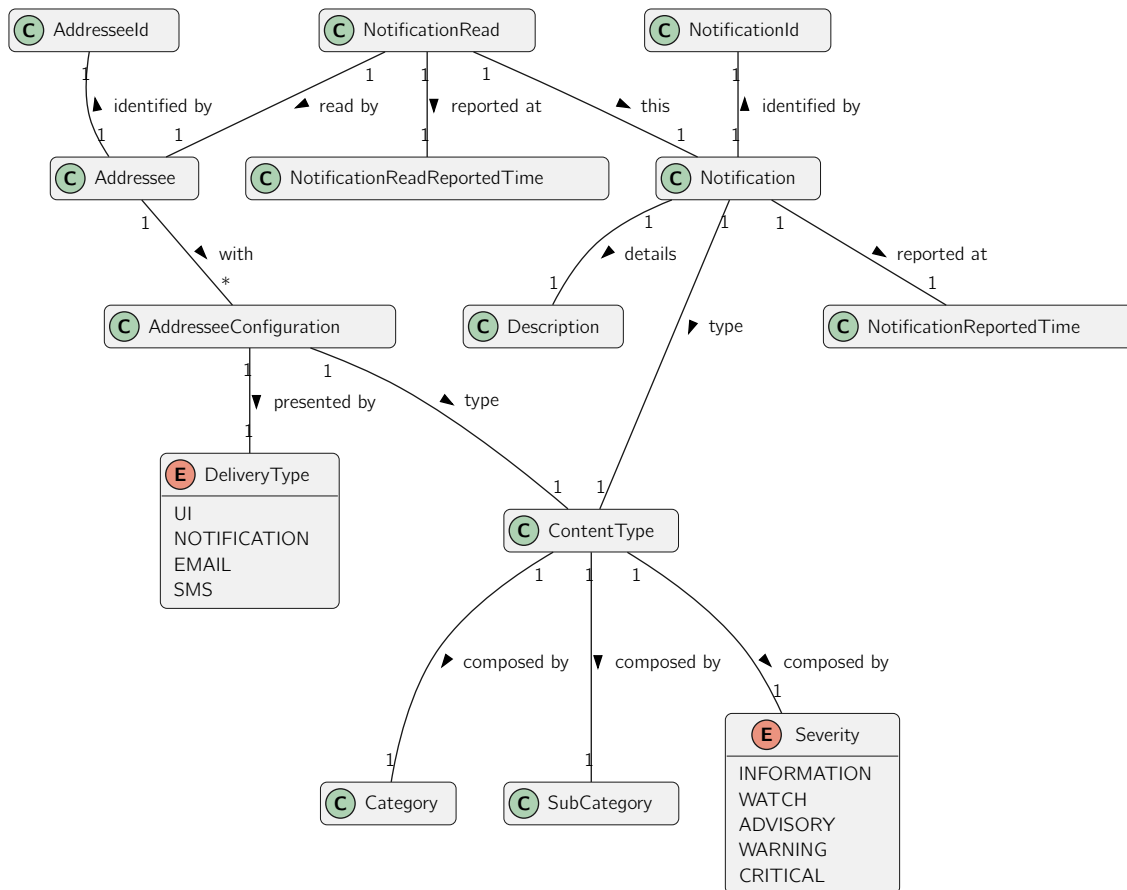 C AddresseeId
C NotificationRead
C NotificationId
1 1 1 1 1
identified by
read by
reported at
this
identified by
1 1 1 1 1
C Addressee
C NotificationReadReportedTime
C Notification
1 1 1 1
with
details
reported at
* 1 1
C AddresseeConfiguration
C Description
C NotificationReportedTime
type
1 1
presented by
type
1
E DeliveryType
UI
NOTIFICATION
EMAIL
SMS
1 1
C ContentType
1 1 1
composed by
composed by
composed by
1
E Severity
INFORMATION
WATCH
ADVISORY
WARNING
CRITICAL
1 1
C Category
C SubCategory